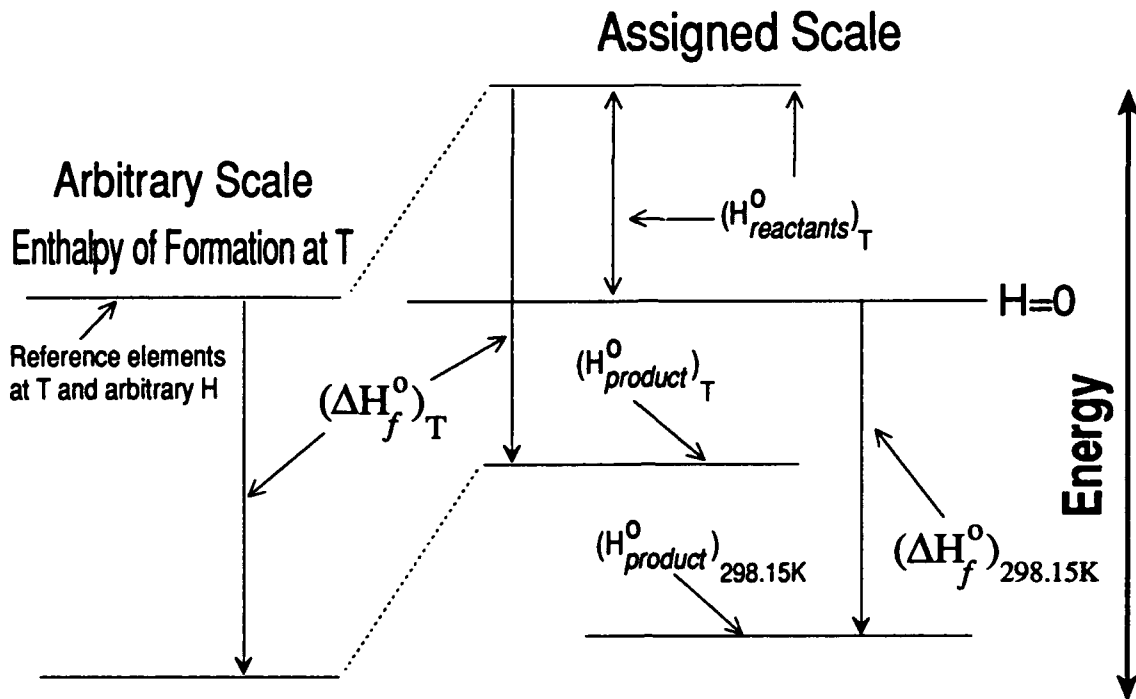 Assigned Scale
Arbitrary Scale
Enthalpy of Formation at T
Reference elements
at T and arbitrary H
(ΔH°f)T
(H°reactants)T
H=0
(H°product)T
(H°product)298.15K
(ΔH°f)298.15K
Energy